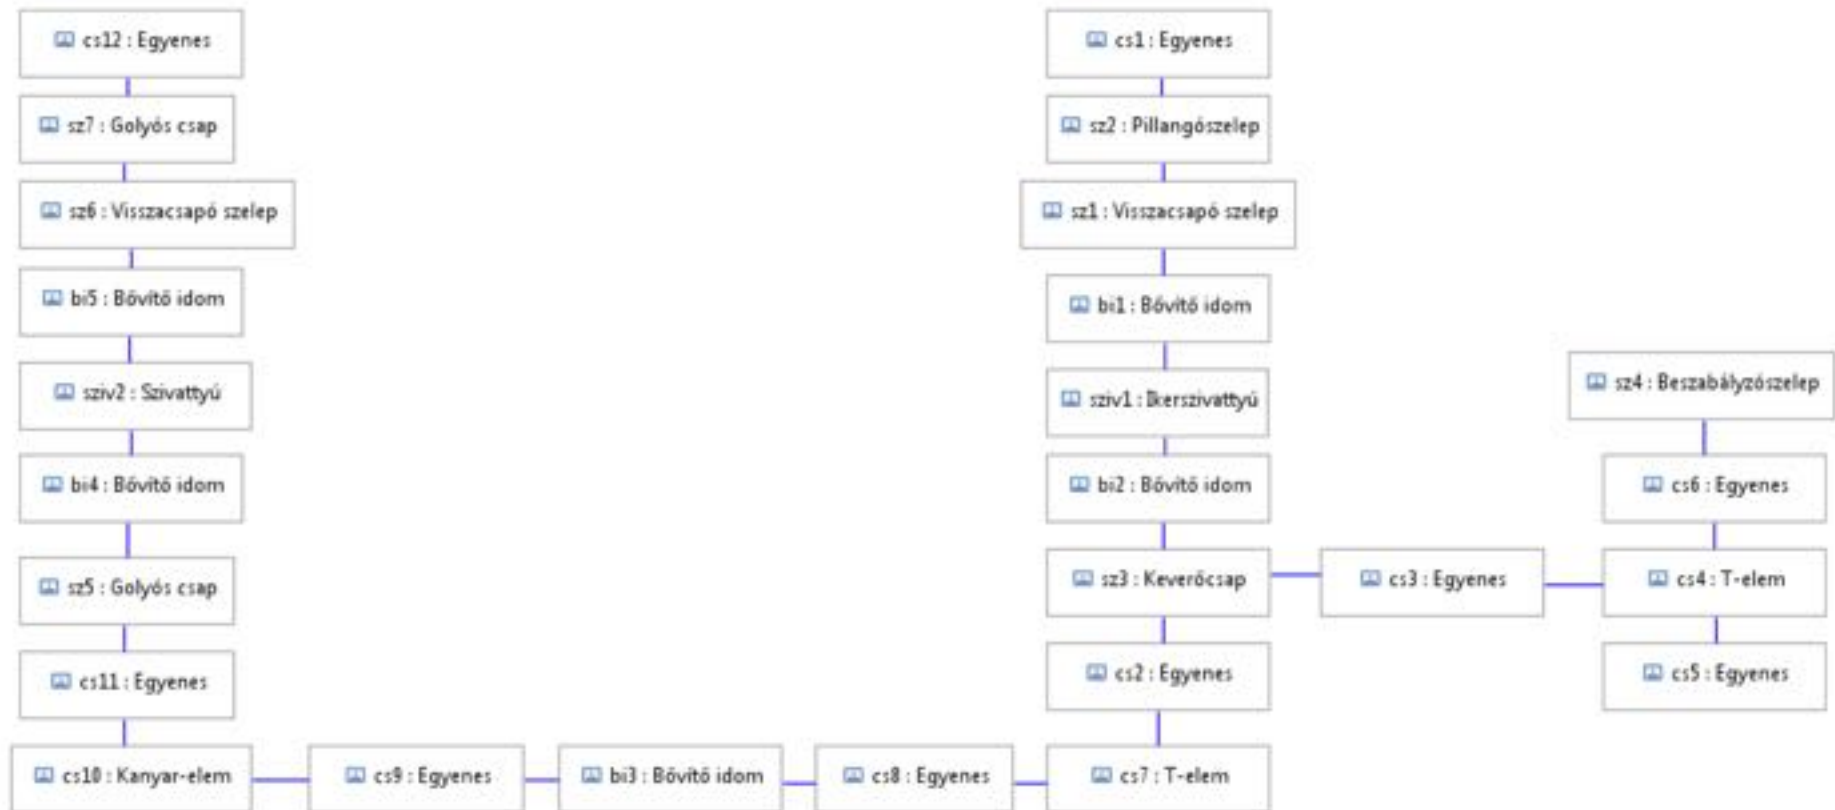 cs12 : Egyenes
sz7 : Golyós csap
sz6 : Visszacsapó szelep
bi5 : Bővítő idom
sziv2 : Szivattyú
bi4 : Bővítő idom
sz5 : Golyós csap
cs11 : Egyenes
cs10 : Kanyar-elem
cs9 : Egyenes
bi3 : Bővítő idom
cs8 : Egyenes
cs7 : T-elem
cs1 : Egyenes
sz2 : Pillangószelep
sz1 : Visszacsapó szelep
bi1 : Bővítő idom
sziv1 : Ikerszivattyú
bi2 : Bővítő idom
sz3 : Keverőcsap
cs2 : Egyenes
cs3 : Egyenes
sz4 : Beszabályzószelep
cs6 : Egyenes
cs4 : T-elem
cs5 : Egyenes